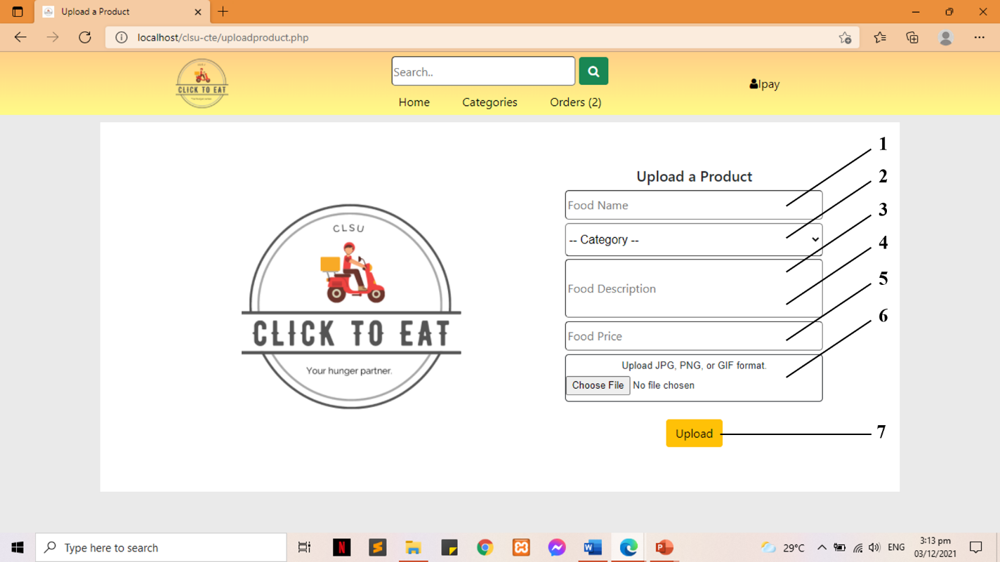 Upload a Product
localhost/clsu-cte/uploadproduct.php
CLSU
CLICK TO EAT
Search..
Ipay
Home Categories Orders (2)
1
Upload a Product
2
Food Name
3
-- Category --
4
Food Description
5
Food Price
6
Upload JPG, PNG, or GIF format.
Choose File No file chosen
Upload
7
CLSU
CLICK TO EAT
Your hunger partner.
Type here to search
29°C
ENG
3:13 pm
03/12/2021